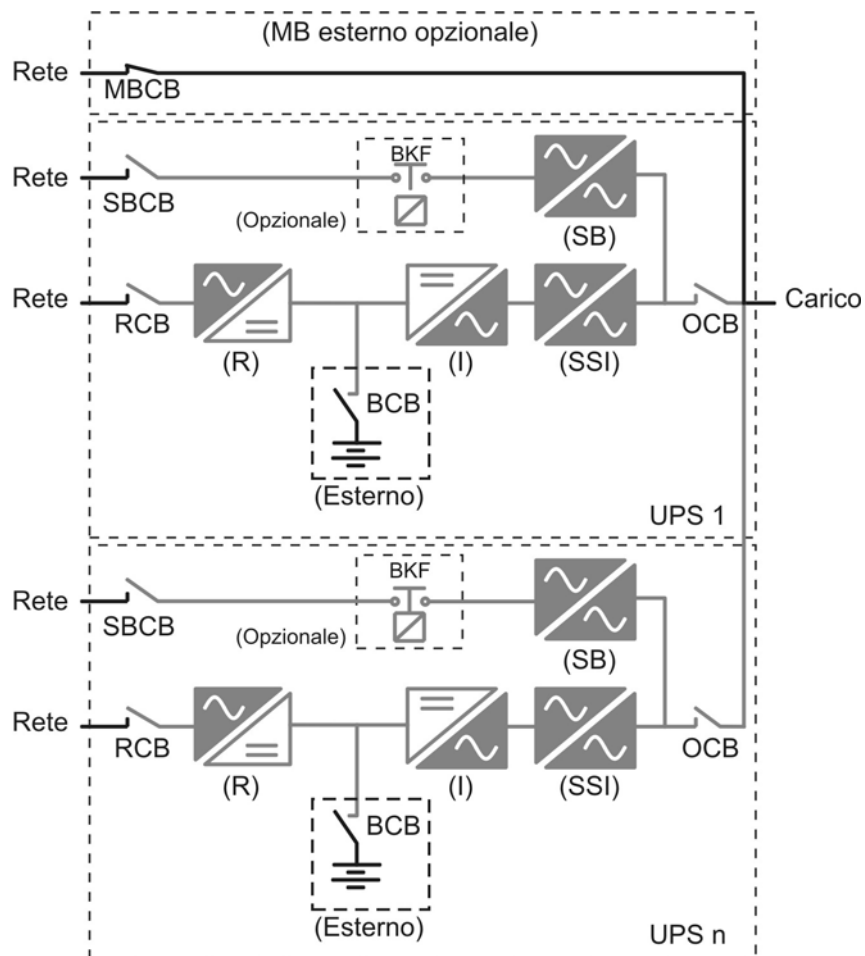 (MB esterno opzionale)
Rete
MBCB
BKF
Rete
SBCB
(Opzionale)
(SB)
Rete
Carico
RCB
OCB
(R)
(I)
(SSI)
BCB
(Esterno)
UPS 1
BKF
Rete
SBCB
(Opzionale)
(SB)
Rete
RCB
OCB
(R)
(I)
(SSI)
BCB
(Esterno)
UPS n